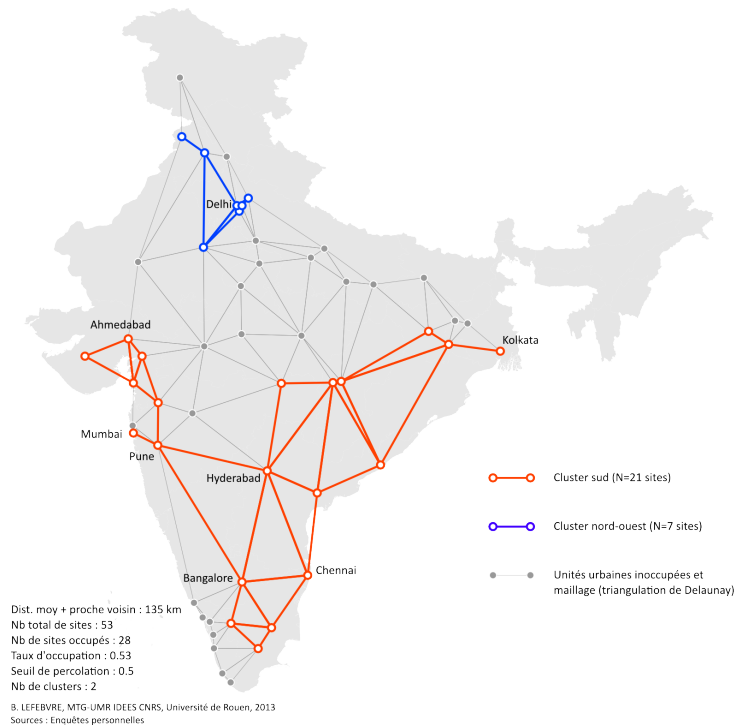 Delhi
Ahmedabad
Kolkata
Mumbai
Pune
Hyderabad
Cluster sud (N=21 sites)
Cluster nord-ouest (N=7 sites)
Chennai
Bangalore
Unités urbaines inoccupées et
maillage (triangulation de Delaunay)
Dist. moy + proche voisin : 135 km
Nb total de sites : 53
Nb de sites occupés : 28
Taux d'occupation : 0.53
Seuil de percolation : 0.5
Nb de clusters : 2
B. LEFEBVRE, MTG-UMR IDEES CNRS, Université de Rouen, 2013
Sources : Enquêtes personnelles